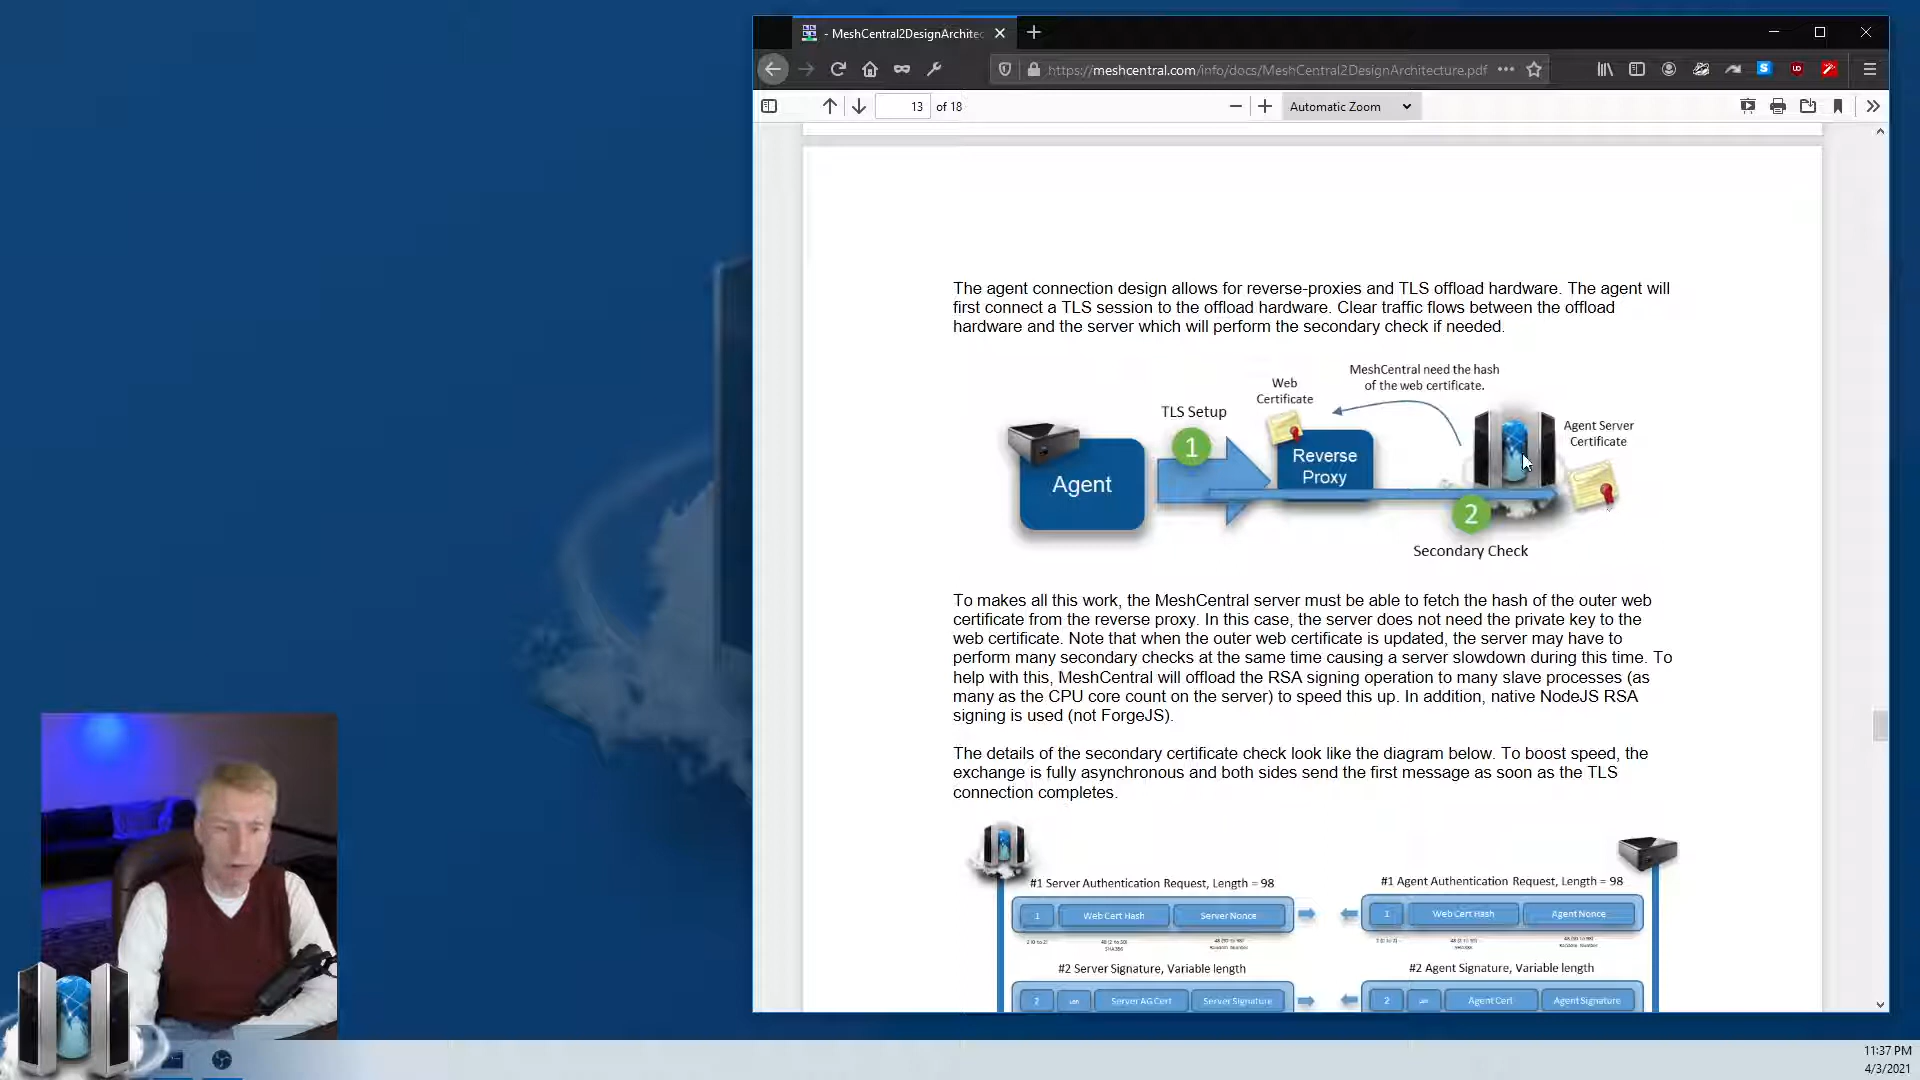 - MeshCentral2DesignArchitec
https://meshcentral.com/info/docs/MeshCentral2DesignArchitecture.pdf
13 of 18
Automatic Zoom
The agent connection design allows for reverse-proxies and TLS offload hardware. The agent will
first connect a TLS session to the offload hardware. Clear traffic flows between the offload
hardware and the server which will perform the secondary check if needed.
MeshCentral need the hash
of the web certificate.
Web
Certificate
TLS Setup
1
Agent Server
Certificate
Reverse
Proxy
Agent
2
Secondary Check
To makes all this work, the MeshCentral server must be able to fetch the hash of the outer web
certificate from the reverse proxy. In this case, the server does not need the private key to the
web certificate. Note that when the outer web certificate is updated, the server may have to
perform many secondary checks at the same time causing a server slowdown during this time. To
help with this, MeshCentral will offload the RSA signing operation to many slave processes (as
many as the CPU core count on the server) to speed this up. In addition, native NodeJS RSA
signing is used (not ForgeJS).
The details of the secondary certificate check look like the diagram below. To boost speed, the
exchange is fully asynchronous and both sides send the first message as soon as the TLS
connection completes.
#1 Server Authentication Request, Length = 98
1 Web Cert Hash Server Nonce
#1 Agent Authentication Request, Length = 98
1 Web Cert Hash Agent Nonce
#2 Server Signature, Variable length
2 Server AG Cert Server Signature
#2 Agent Signature, Variable length
2 Agent Cert Agent Signature
11:37 PM
4/3/2021